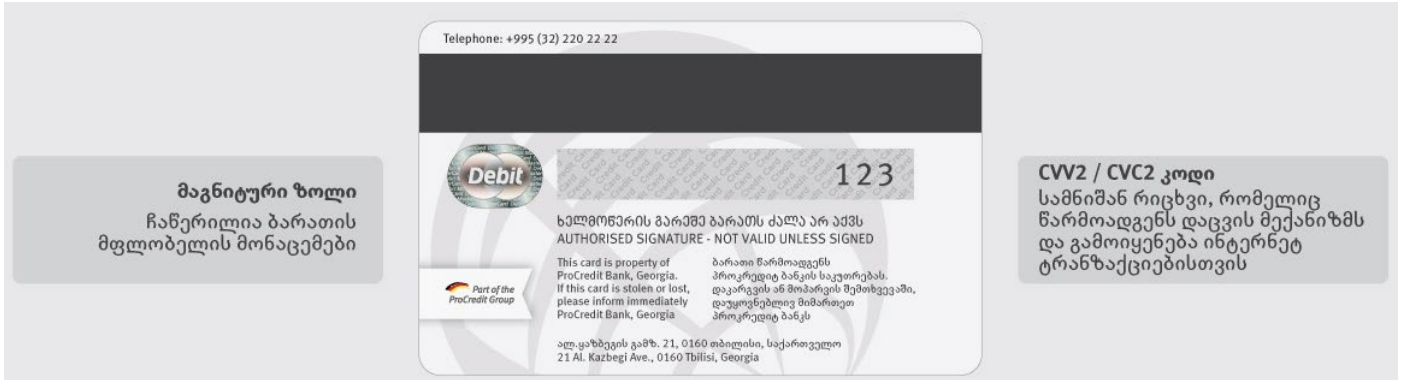 Telephone: +995 (32) 220 22 22
მაგნიტური ზოლი
ჩაწერილია ბარათის
მფლობელის მონაცემები
Debit
123
ხელმოწერის გარეშე ბარათს ძალა არ აქვს
AUTHORISED SIGNATURE - NOT VALID UNLESS SIGNED
This card is property of
ProCredit Bank, Georgia.
If this card is stolen or lost,
please inform immediately
ProCredit Bank, Georgia
ბარათი წარმოადგენს
პროკრედიტ ბანკის საკუთრებას.
დაკარგვის ან მოპარვის შემთხვევაში,
დაუყოვნებლივ მიმართეთ
პროკრედიტ ბანკს
Part of the
ProCredit Group
ალ.ყაზბეგის გამზ. 21, 0160 თბილისი, საქართველო
21 Al. Kazbegi Ave., 0160 Tbilisi, Georgia
CVV2 / CVC2 კოდი
სამნიშან რიცხვი, რომელიც
წარმოადგენს დაცვის მექანიზმს
და გამოიყენება ინტერნეტ
ტრანზაქციებისთვის